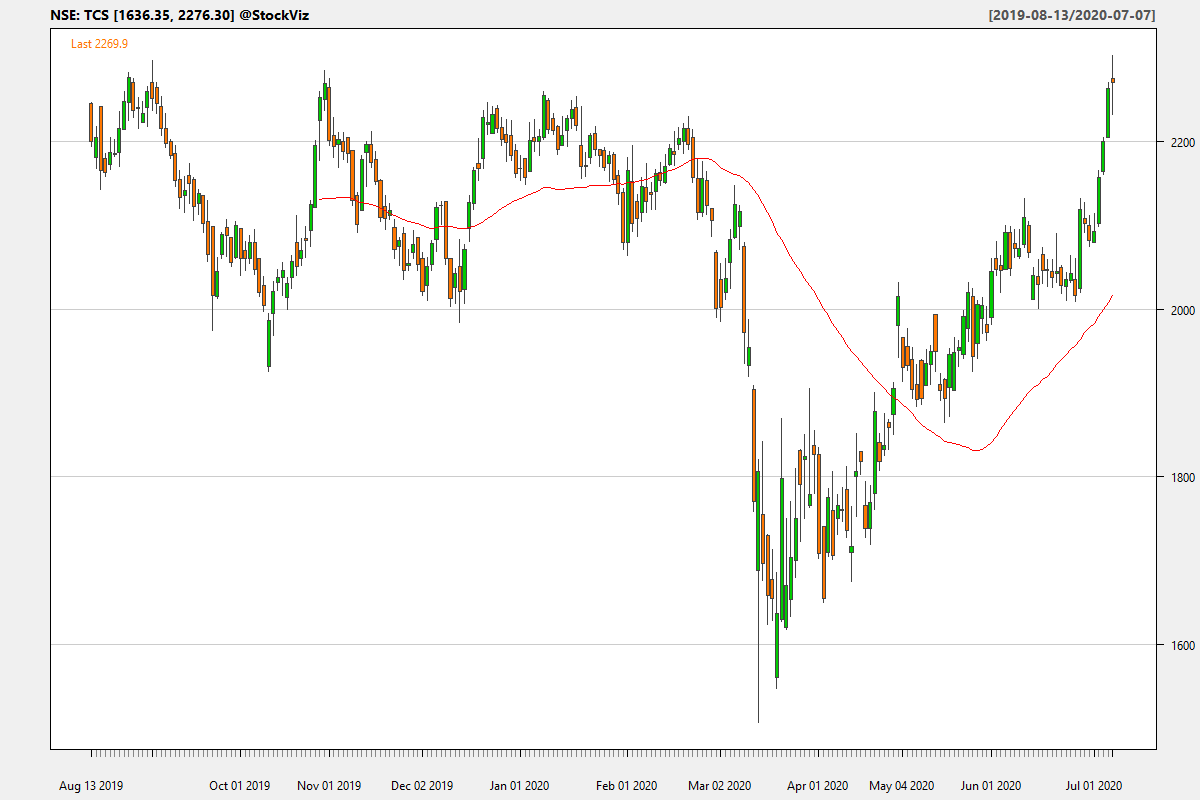 NSE: TCS [1636.35, 2276.30] @StockViz [2019-08-13/2020-07-07]
Last 2269.9
2200
2000
1800
1600
Aug 13 2019 Oct 01 2019 Nov 01 2019 Dec 02 2019 Jan 01 2020 Feb 01 2020 Mar 02 2020 Apr 01 2020 May 04 2020 Jun 01 2020 Jul 01 2020